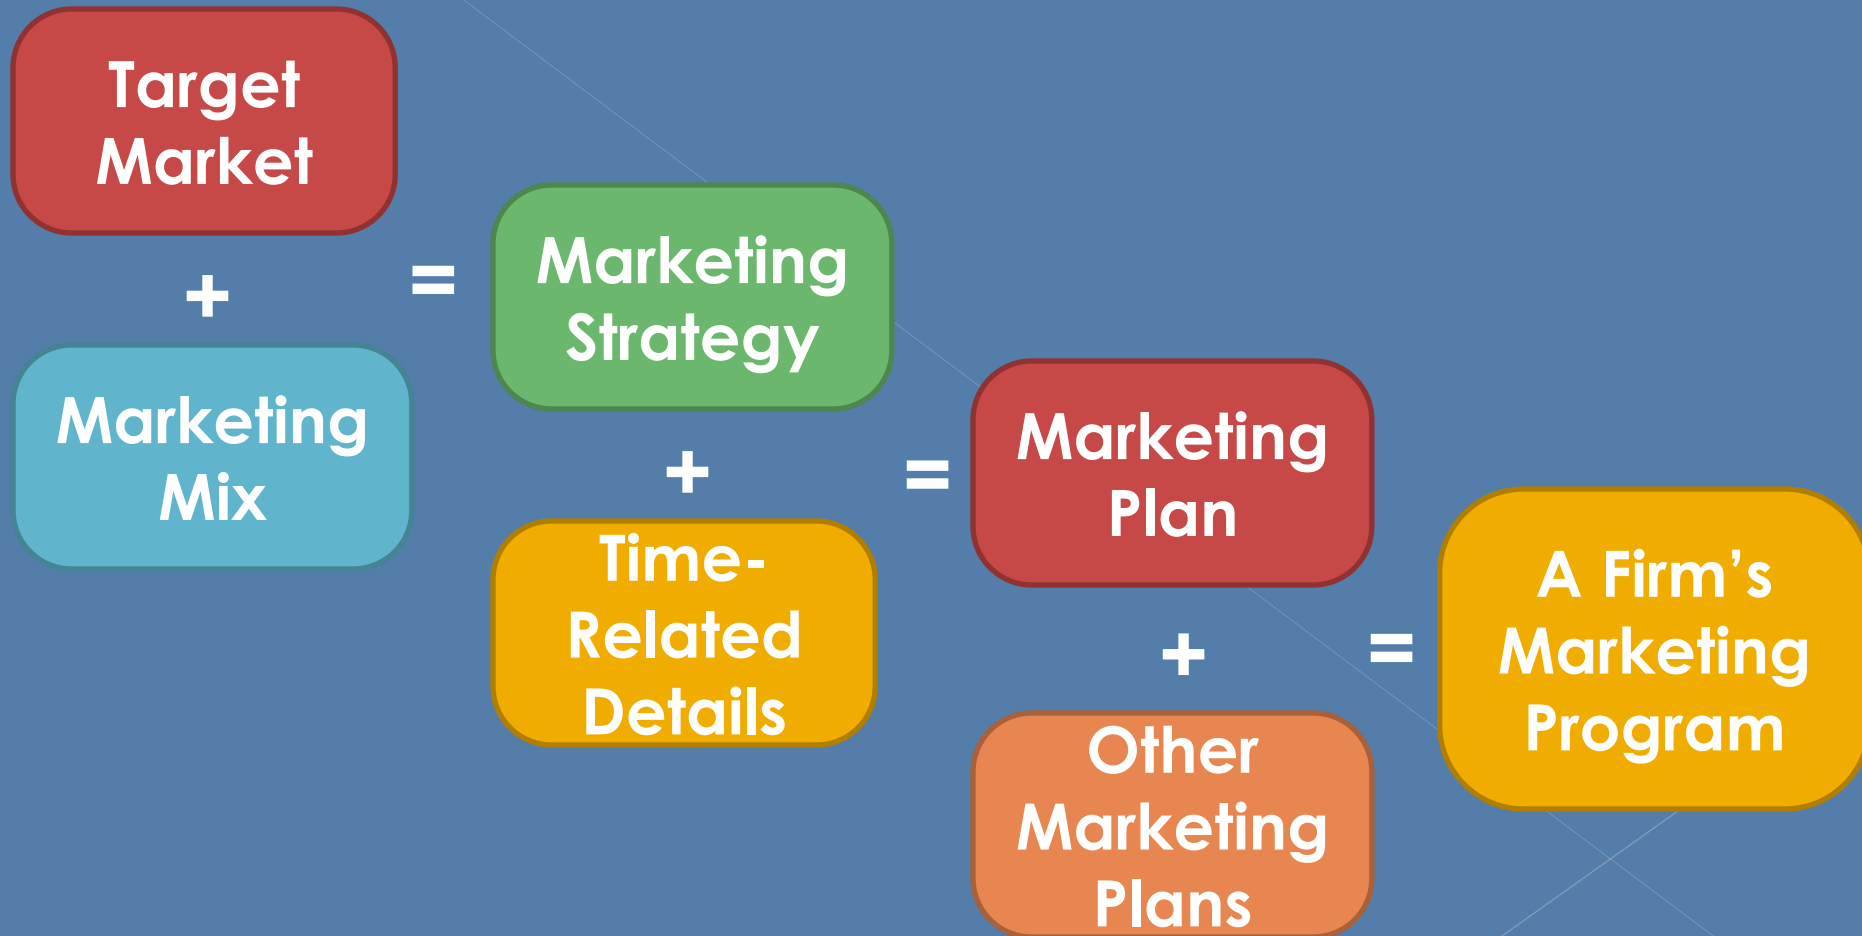 Target
Market
+
=
Marketing
Mix
Marketing
Strategy
+
=
Time-
Related
Details
Marketing
Plan
+
=
Other
Marketing
Plans
A Firm’s
Marketing
Program